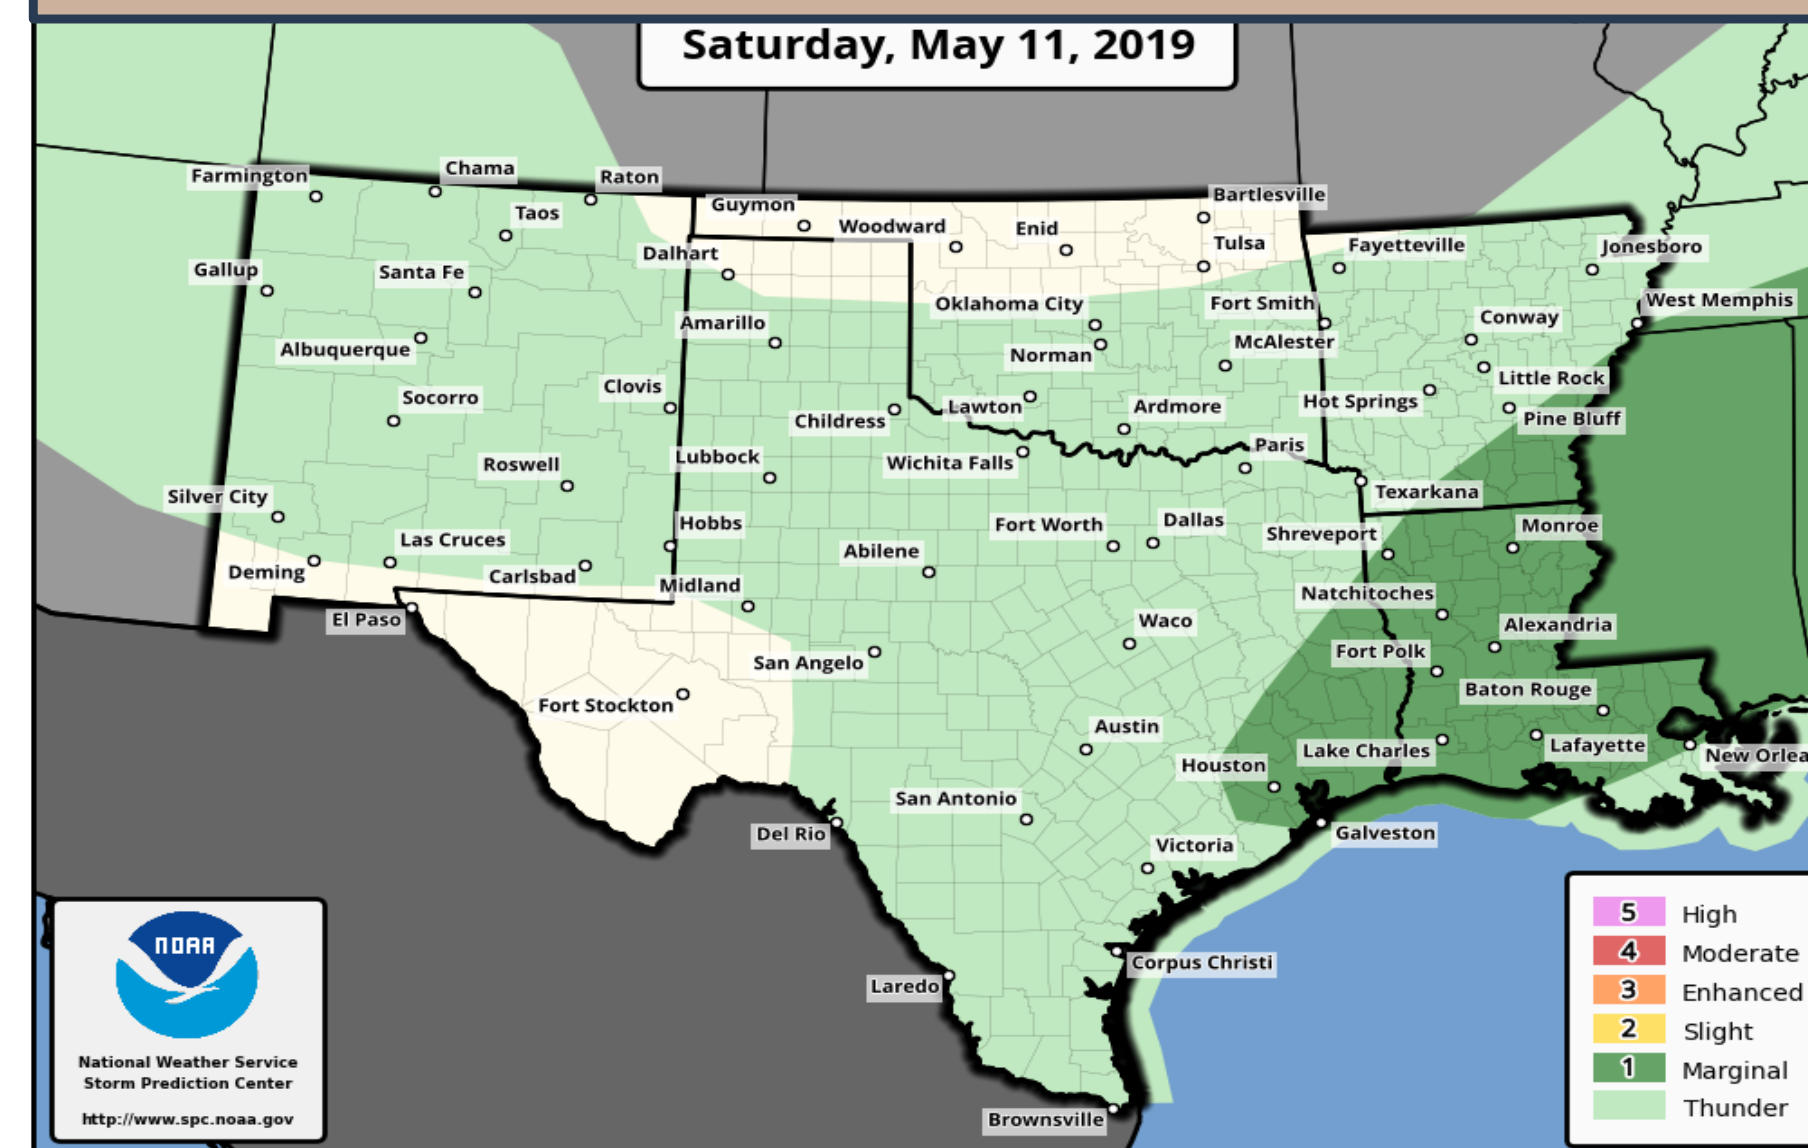 Saturday, May 11, 2019
Farmington
Chama
Raton
Taos
Guymon
Woodward
Enid
Bartlesville
Tulsa
Fayetteville
Jonesboro
Gallup
Santa Fe
Dalhart
Oklahoma City
Fort Smith
Conway
West Memphis
Albuquerque
Amarillo
Norman
McAlester
Little Rock
Socorro
Clovis
Childress
Lawton
Ardmore
Hot Springs
Pine Bluff
Roswell
Lubbock
Wichita Falls
Paris
Texarkana
Silver City
Hobbs
Fort Worth
Dallas
Shreveport
Monroe
Las Cruces
Abilene
Deming
Carlsbad
Midland
Natchitoches
El Paso
Waco
Alexandria
San Angelo
Fort Polk
Fort Stockton
Baton Rouge
Austin
Lake Charles
Lafayette
New Orlea
Houston
San Antonio
Del Rio
Galveston
Victoria
Corpus Christi
Laredo
Brownsville
NOAA
National Weather Service
Storm Prediction Center
http://www.spc.noaa.gov
5 High
4 Moderate
3 Enhanced
2 Slight
1 Marginal
Thunder